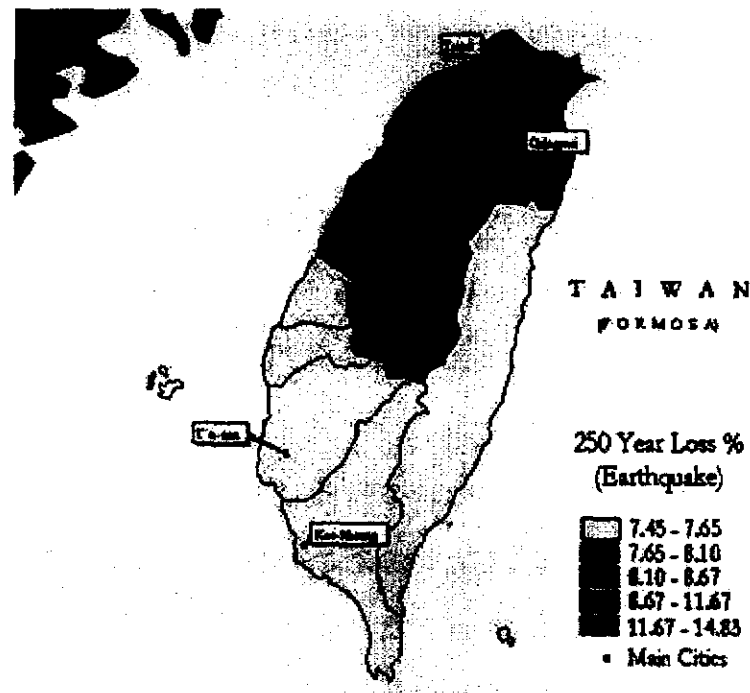 T A I W A N
(FORMOSA)
250 Year Loss %
(Earthquake)
7.45 - 7.65
7.65 - 8.10
8.10 - 8.67
8.67 - 11.67
11.67 - 14.83
• Main Cities